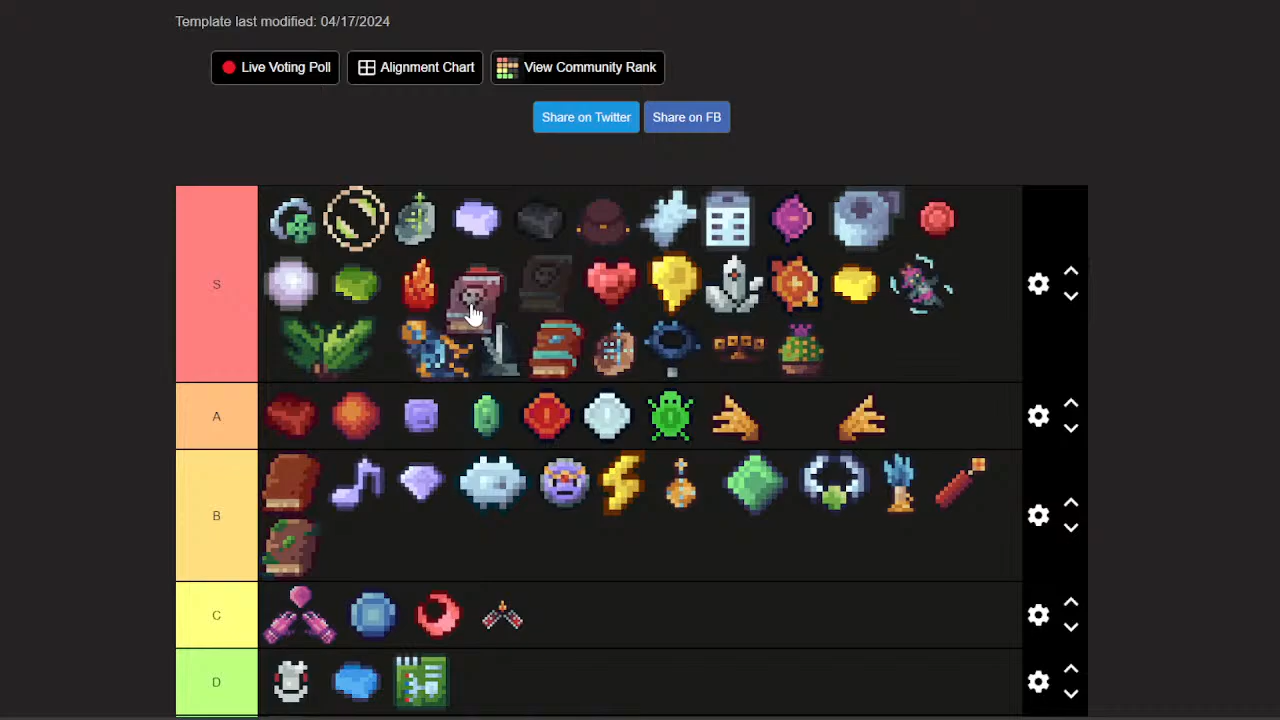 Template last modified: 04/17/2024
Live Voting Poll
Alignment Chart
View Community Rank
Share on Twitter
Share on FB
S
A
B
C
D